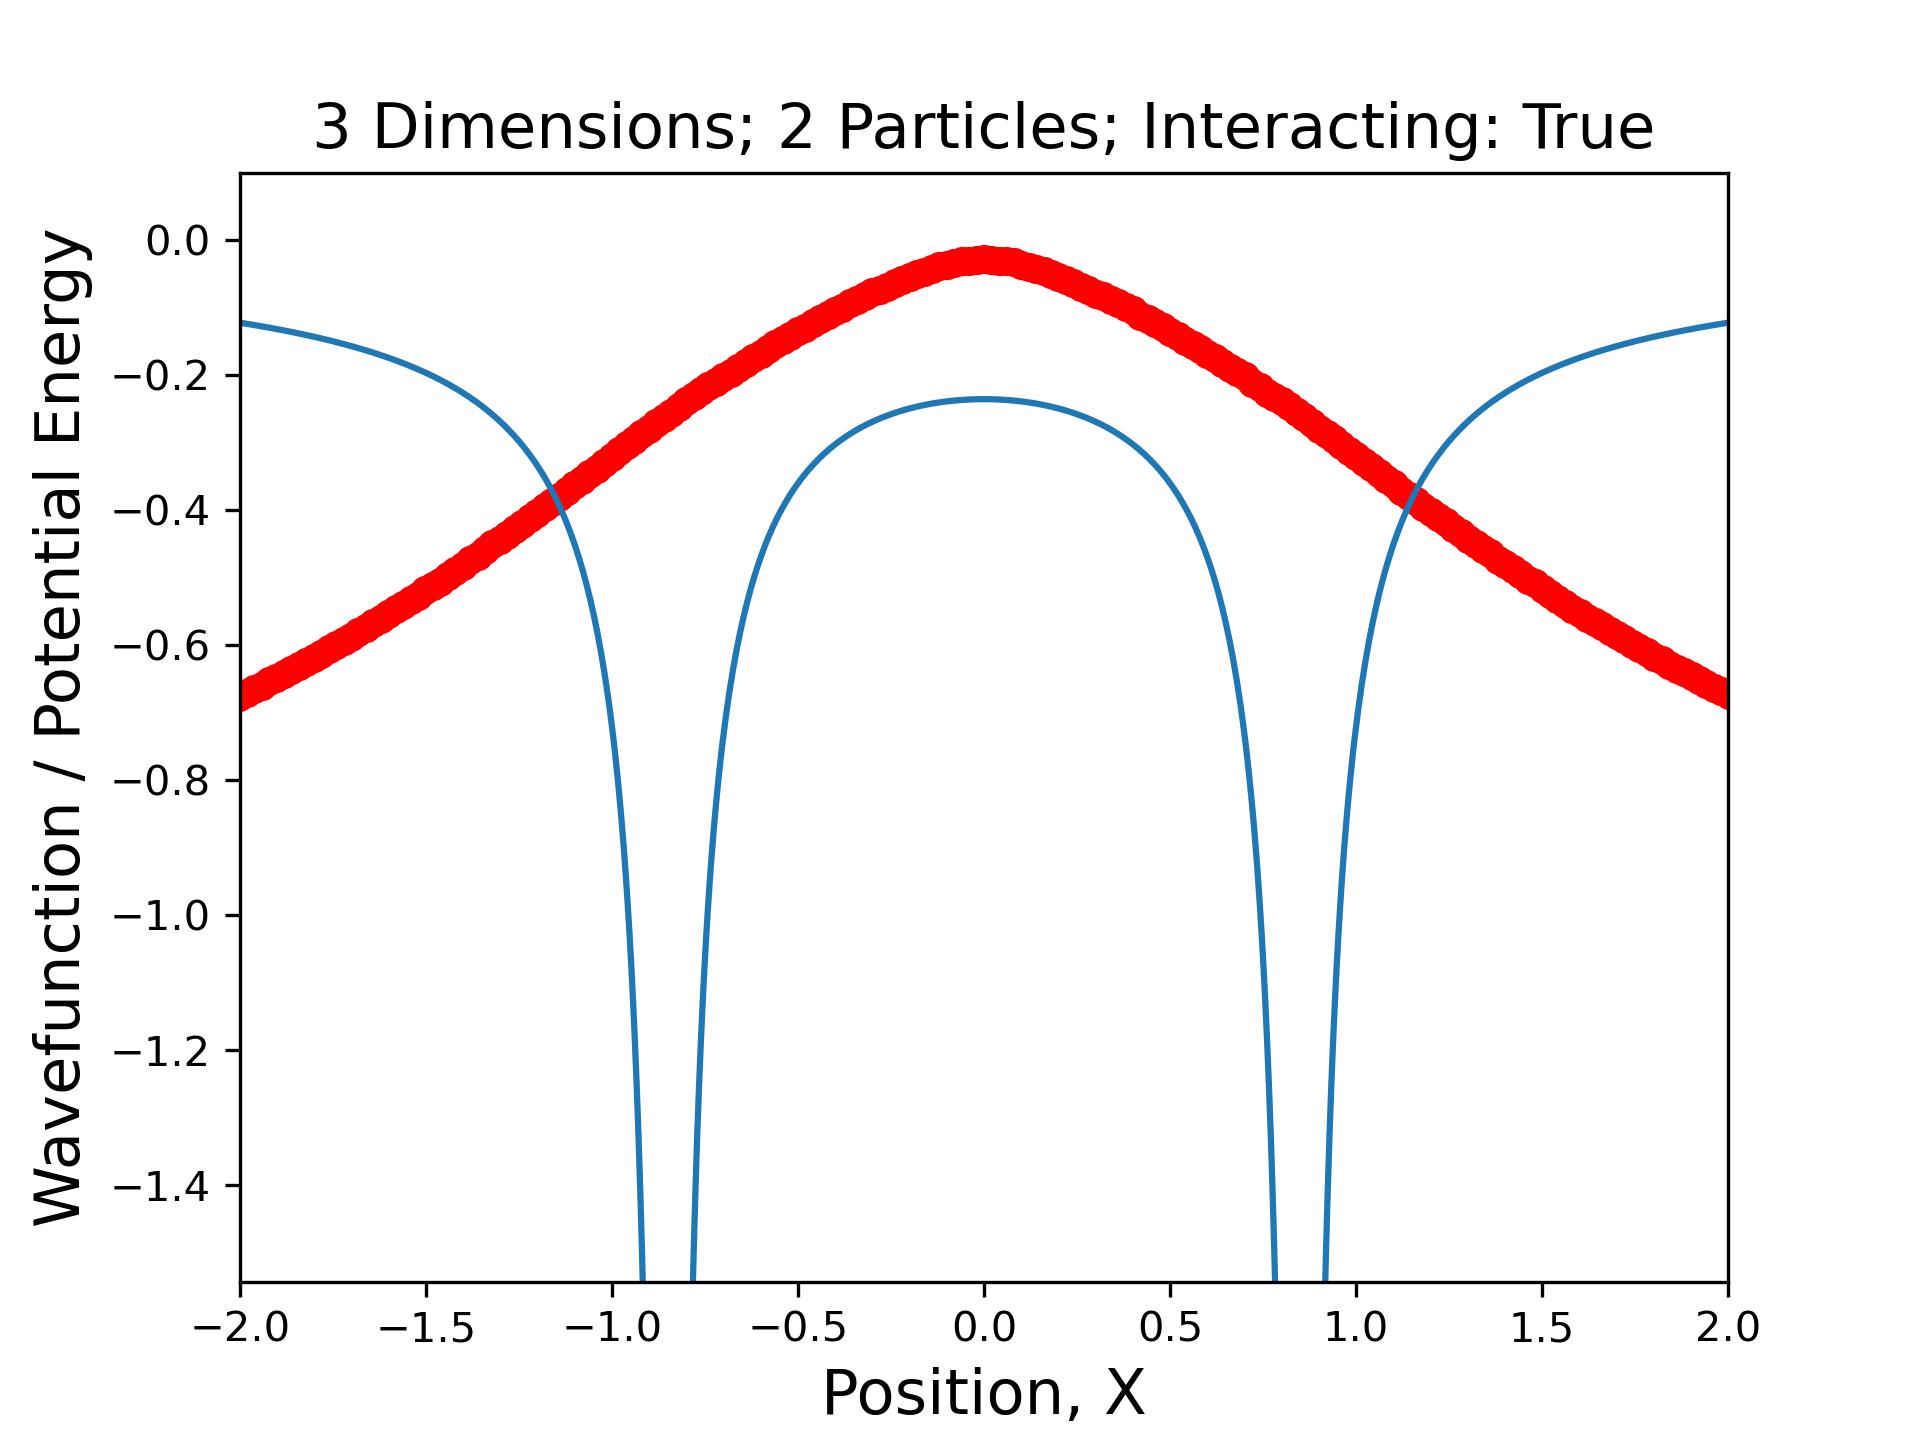 3 Dimensions; 2 Particles; Interacting: True
Wavefunction / Potential Energy
0.0
−0.2
−0.4
−0.6
−0.8
−1.0
−1.2
−1.4
−2.0 −1.5 −1.0 −0.5 0.0 0.5 1.0 1.5 2.0
Position, X